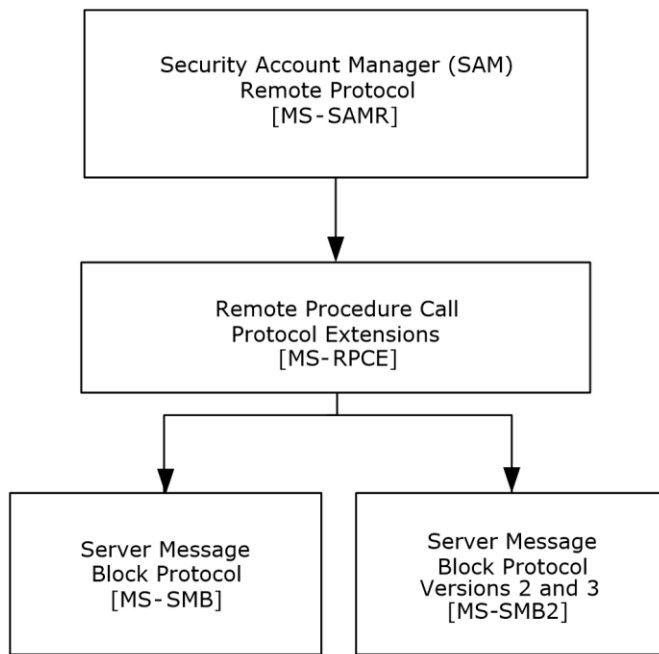 Security Account Manager (SAM)
Remote Protocol
[MS-SAMR]
Remote Procedure Call
Protocol Extensions
[MS-RPCE]
Server Message
Block Protocol
[MS-SMB]
Server Message
Block Protocol
Versions 2 and 3
[MS-SMB2]